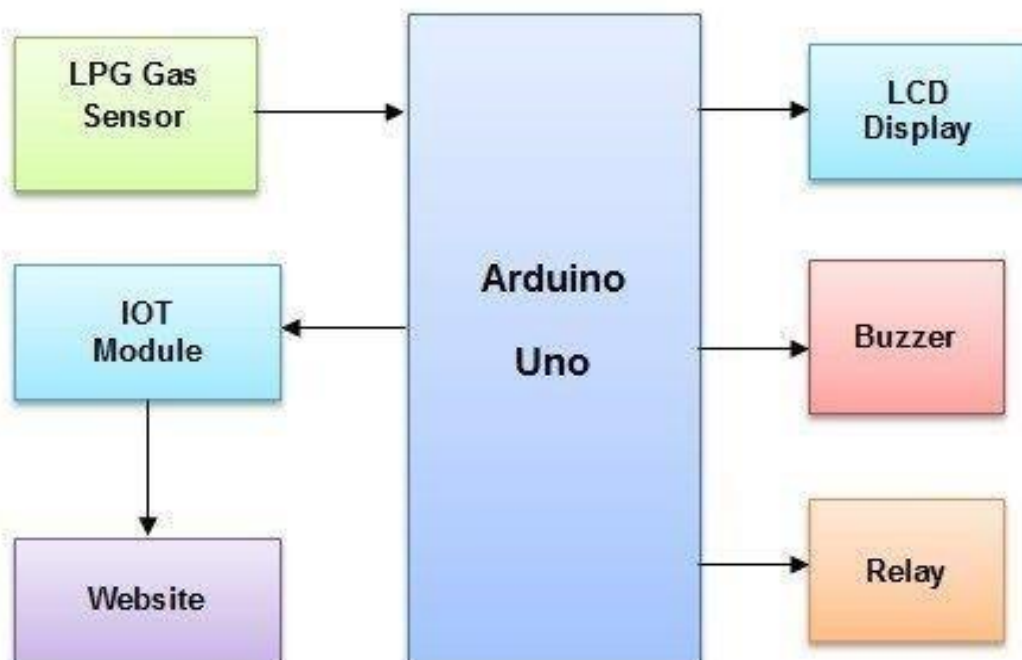 LPG Gas
Sensor
IOT
Module
Website
Arduino
Uno
LCD
Display
Buzzer
Relay